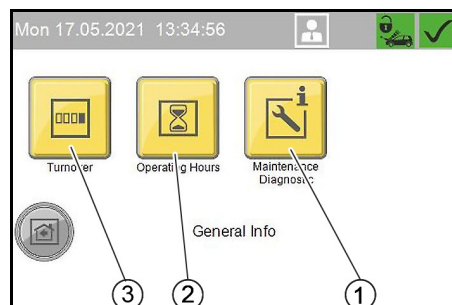 Mon 17.05.2021 13:34:56
Turnover
Operating Hours
Maintenance
Diagnostic
General Info
3
2
1